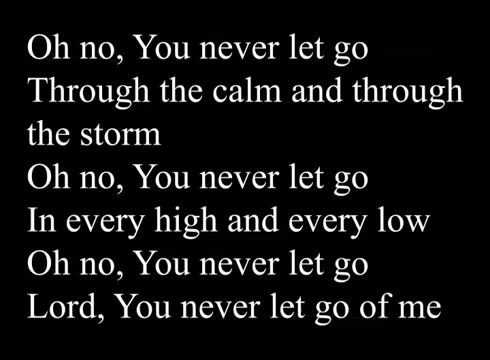 Oh no, You never let go
Through the calm and through
the storm
Oh no, You never let go
In every high and every low
Oh no, You never let go
Lord, You never let go of me